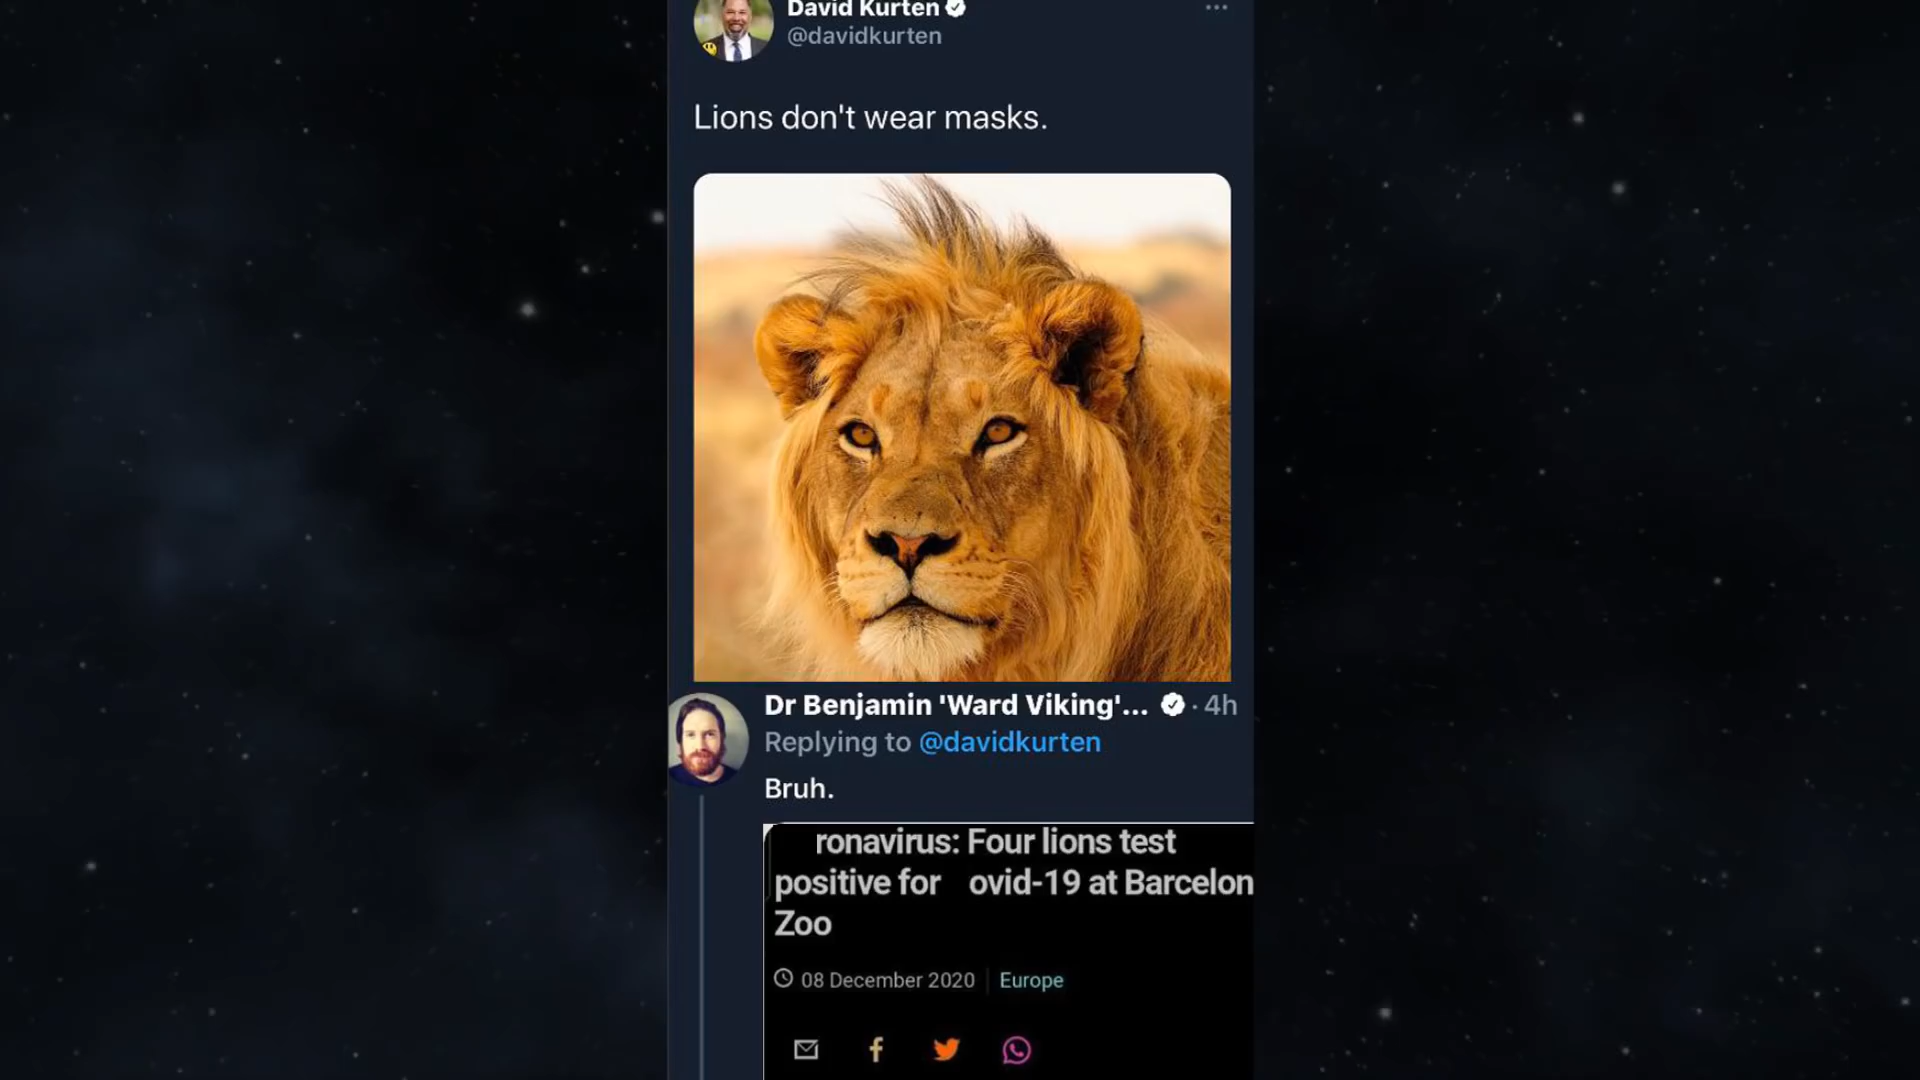 David Kurten
@davidkurten
Lions don't wear masks.
Dr Benjamin 'Ward Viking'... · 4h
Replying to @davidkurten
Bruh.
ronavirus: Four lions test
positive for ovid-19 at Barcelon
Zoo
08 December 2020 | Europe